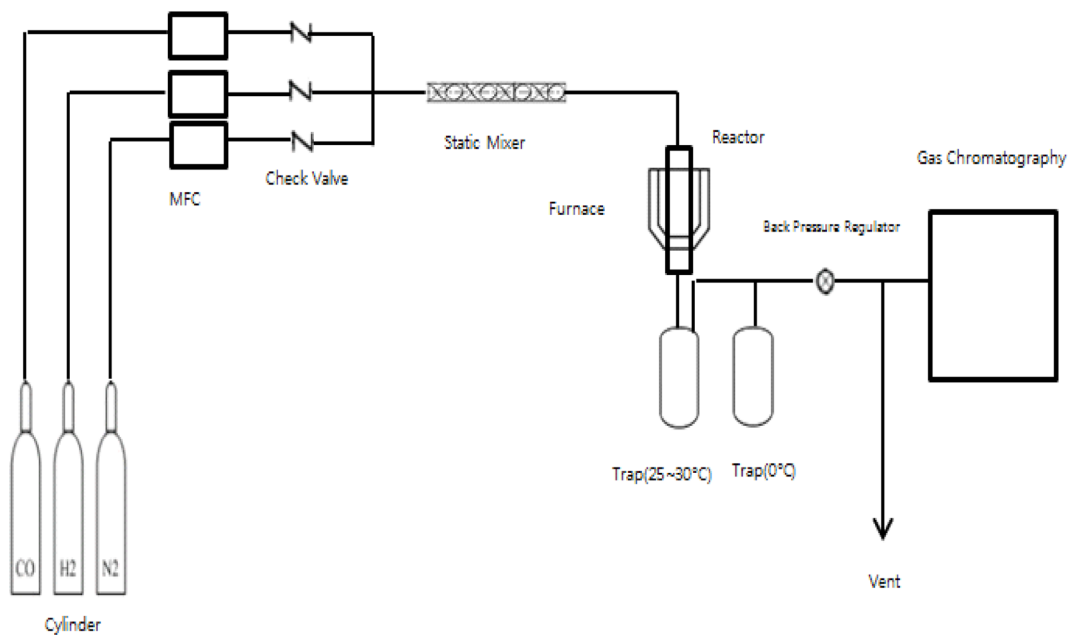 Reactor
Static Mixer
Gas Chromatography
Check Valve
MFC
Furnace
Back Pressure Ragulator
Trap(25~30°C)
Trap(0°C)
CO
H2
N2
Vent
Cylinder